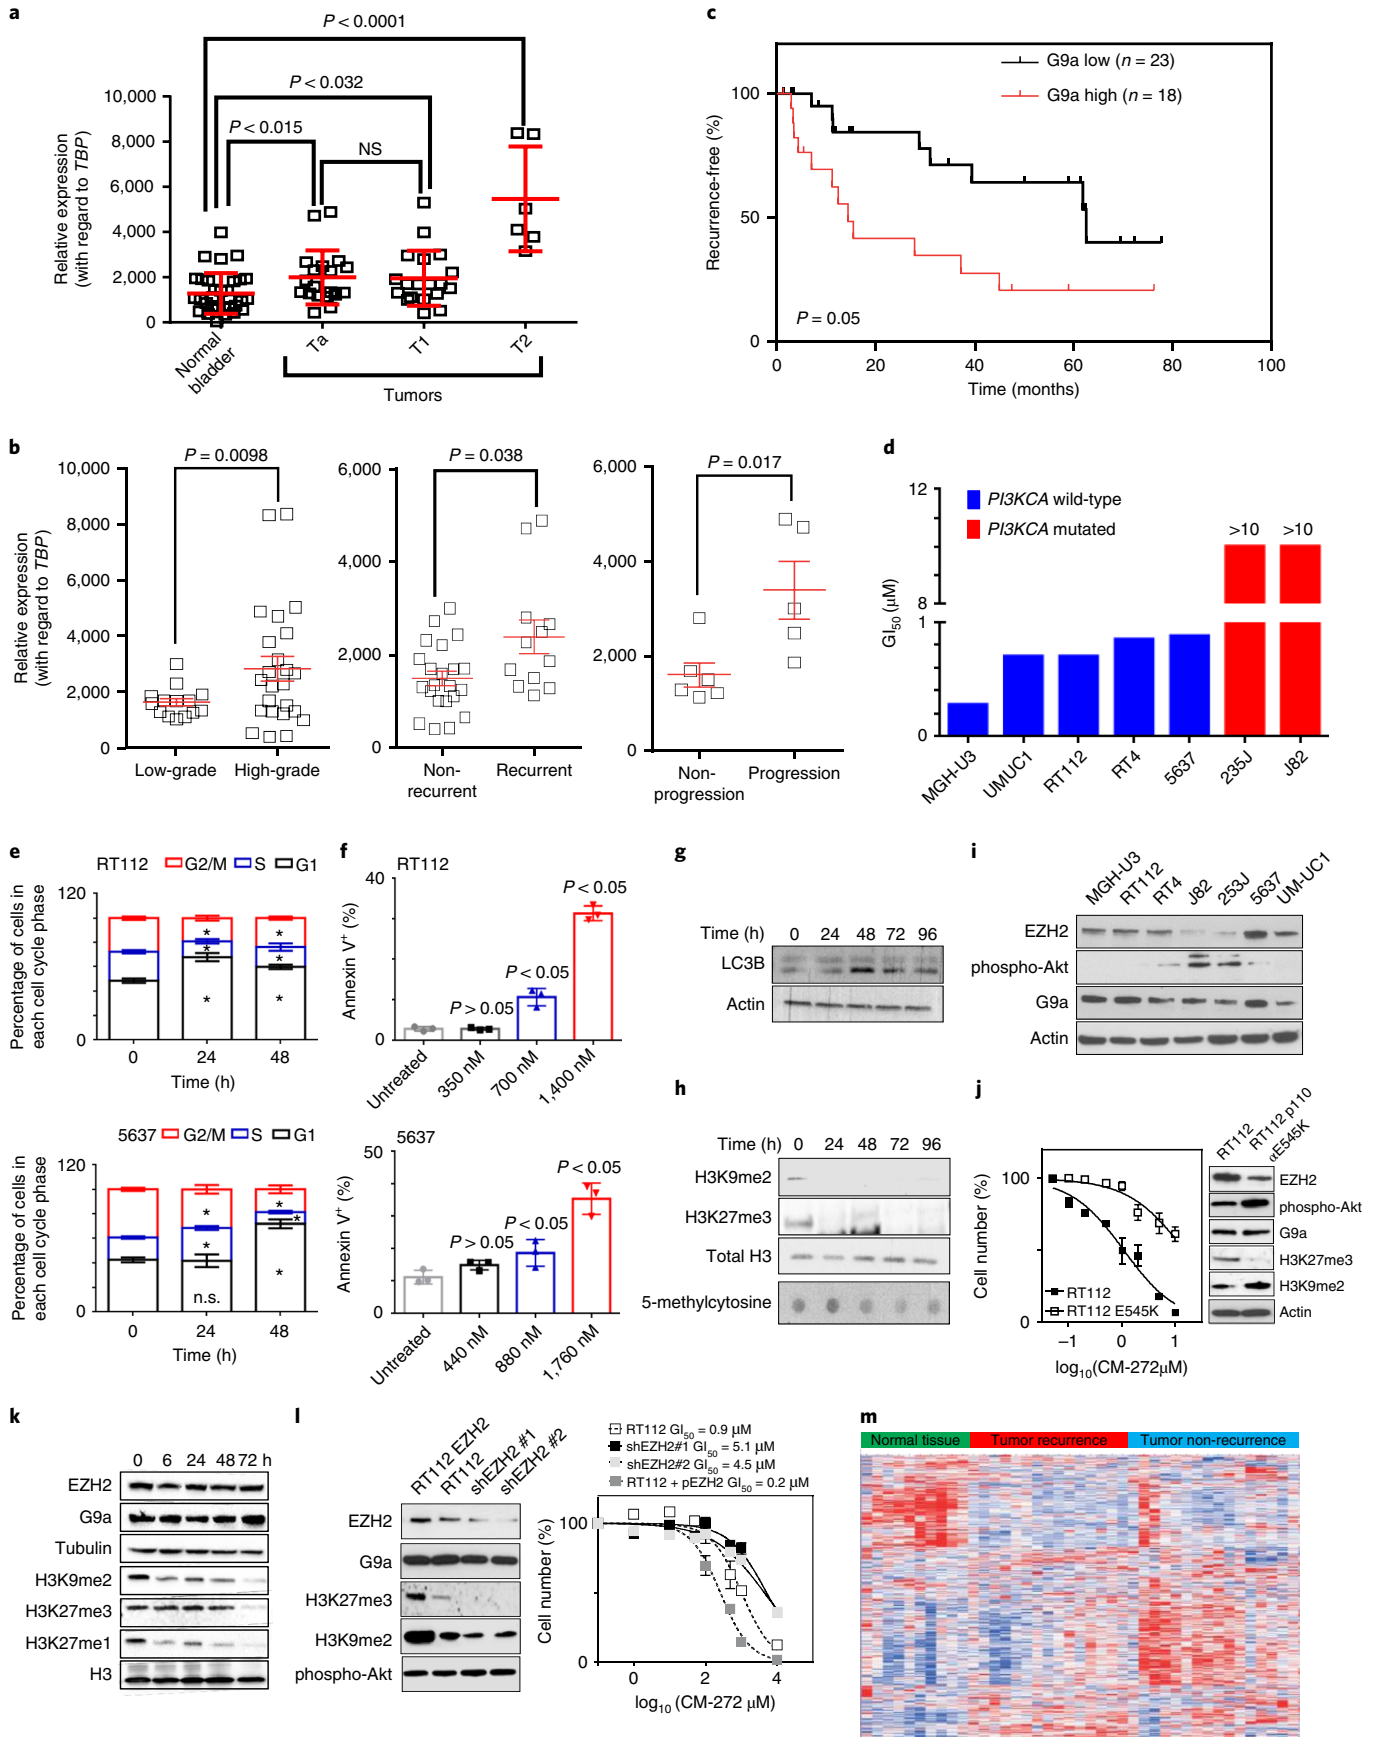 a
P < 0.0001
P < 0.032
P < 0.015
NS
Relative expression
(with regard to TBP)
10,000
8,000
6,000
4,000
2,000
0
Normal
bladder
Ta
T1
T2
Tumors
c
G9a low (n = 23)
G9a high (n = 18)
Recurrence-free (%)
100
50
0
P = 0.05
0
20
40
60
80
100
Time (months)
b
Relative expression
(with regard to TBP)
10,000
8,000
6,000
4,000
2,000
0
P = 0.0098
Low-grade
High-grade
6,000
4,000
2,000
0
P = 0.038
Non-
recurrent
Recurrent
6,000
4,000
2,000
0
P = 0.017
Non-
progression
Progression
d
PI3KCA wild-type
PI3KCA mutated
GI50 (µM)
12
8
1
0
>10
>10
MGH-U3
UMUC1
RT112
RT4
5637
235J
J82
e
RT112
G2/M
S
G1
Percentage of cells in
each cell cycle phase
120
0
*
*
*
*
*
*
0
24
48
Time (h)
5637
G2/M
S
G1
Percentage of cells in
each cell cycle phase
120
0
*
*
n.s.
*
*
*
0
24
48
Time (h)
f
RT112
Annexin V+ (%)
40
0
P > 0.05
P < 0.05
P < 0.05
Untreated
350 nM
700 nM
1,400 nM
5637
Annexin V+ (%)
50
0
P > 0.05
P < 0.05
P < 0.05
Untreated
440 nM
880 nM
1,760 nM
g
Time (h)
0
24
48
72
96
LC3B
Actin
h
Time (h)
0
24
48
72
96
H3K9me2
H3K27me3
Total H3
5-methylcytosine
i
MGH-U3
RT112
RT4
J82
253J
5637
UM-UC1
EZH2
phospho-Akt
G9a
Actin
j
Cell number (%)
100
0
RT112
RT112 E545K
−1
0
1
log10(CM-272µM)
RT112
RT112 p110
αE545K
EZH2
phospho-Akt
G9a
H3K27me3
H3K9me2
Actin
k
0
6
24
48
72 h
EZH2
G9a
Tubulin
H3K9me2
H3K27me3
H3K27me1
H3
l
RT112 EZH2
RT112
shEZH2 #1
shEZH2 #2
EZH2
G9a
H3K27me3
H3K9me2
phospho-Akt
RT112 GI50 = 0.9 µM
shEZH2#1 GI50 = 5.1 µM
shEZH2#2 GI50 = 4.5 µM
RT112 + pEZH2 GI50 = 0.2 µM
Cell number (%)
100
0
0
2
4
log10 (CM-272 µM)
m
Normal tissue
Tumor recurrence
Tumor non-recurrence